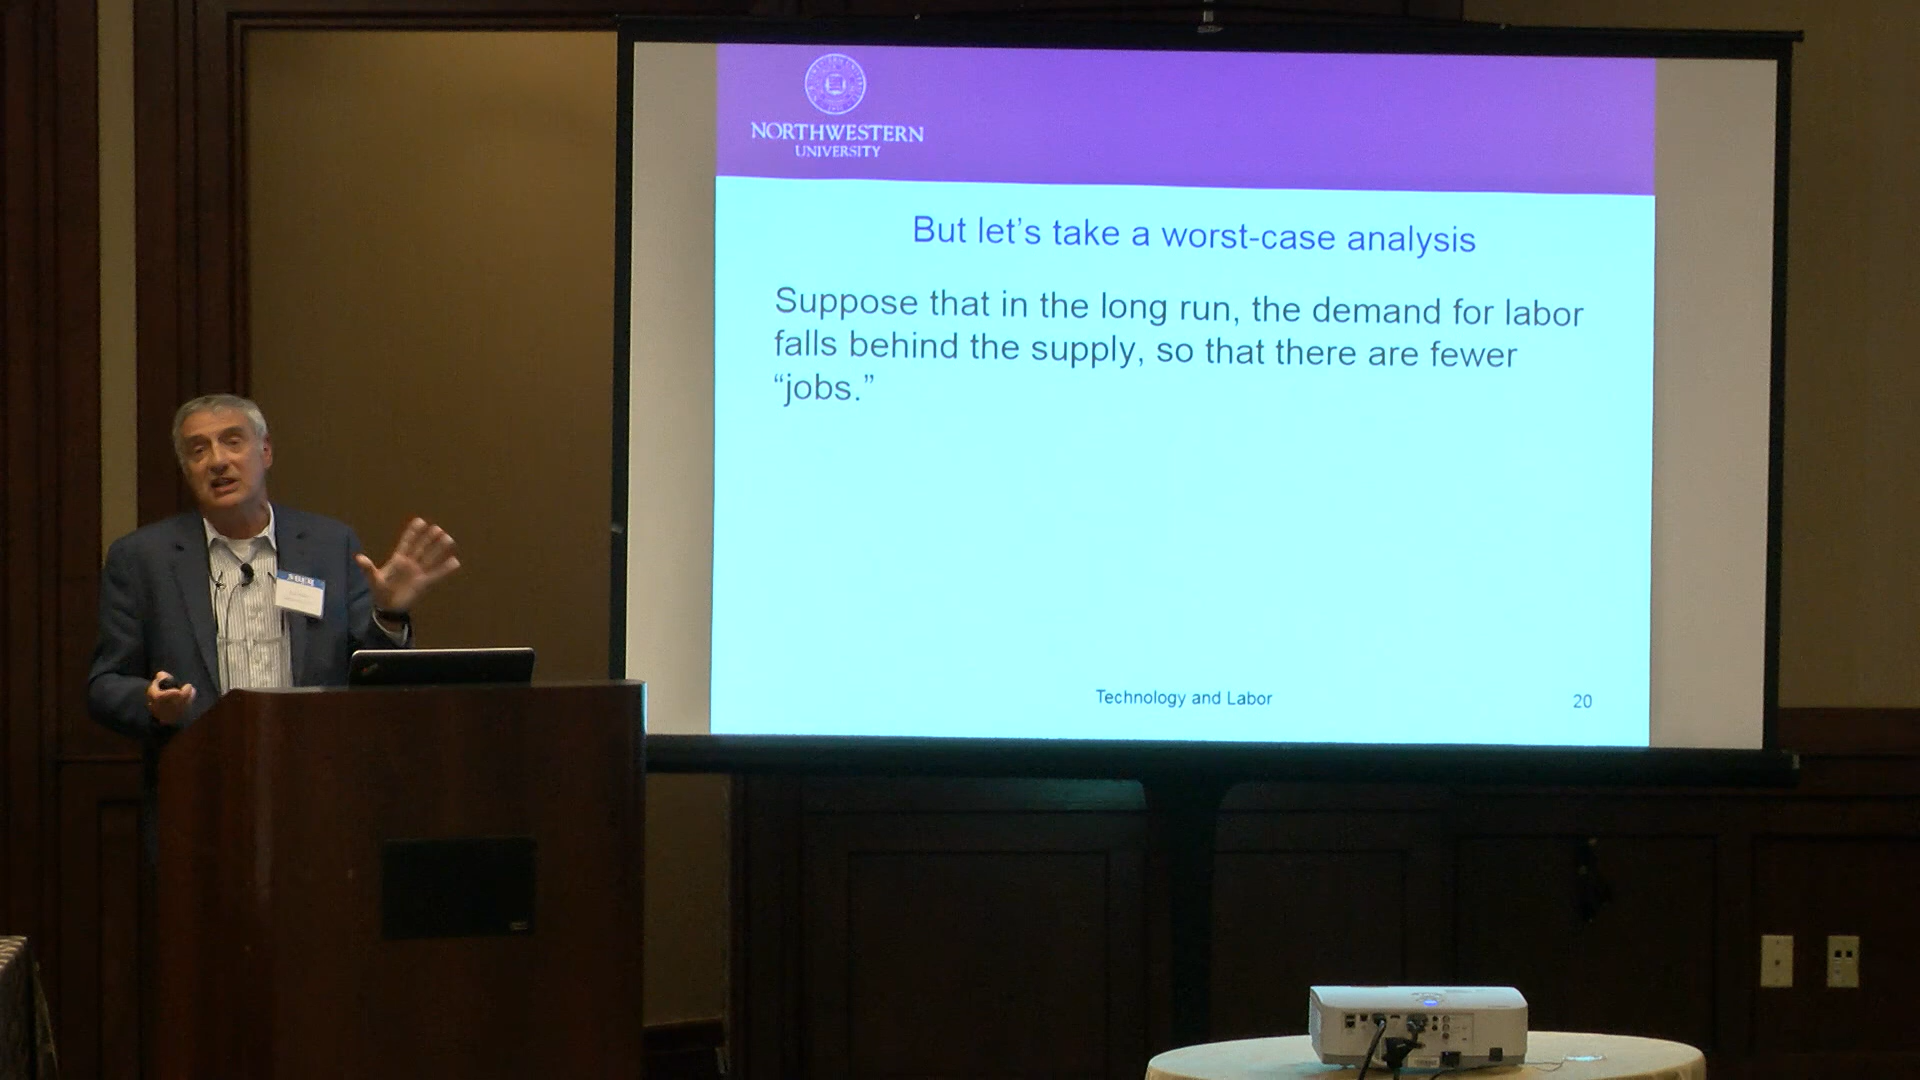 NORTHWESTERN
UNIVERSITY
But let's take a worst-case analysis
Suppose that in the long run, the demand for labor
falls behind the supply, so that there are fewer
“jobs.”
Technology and Labor
20
NBER